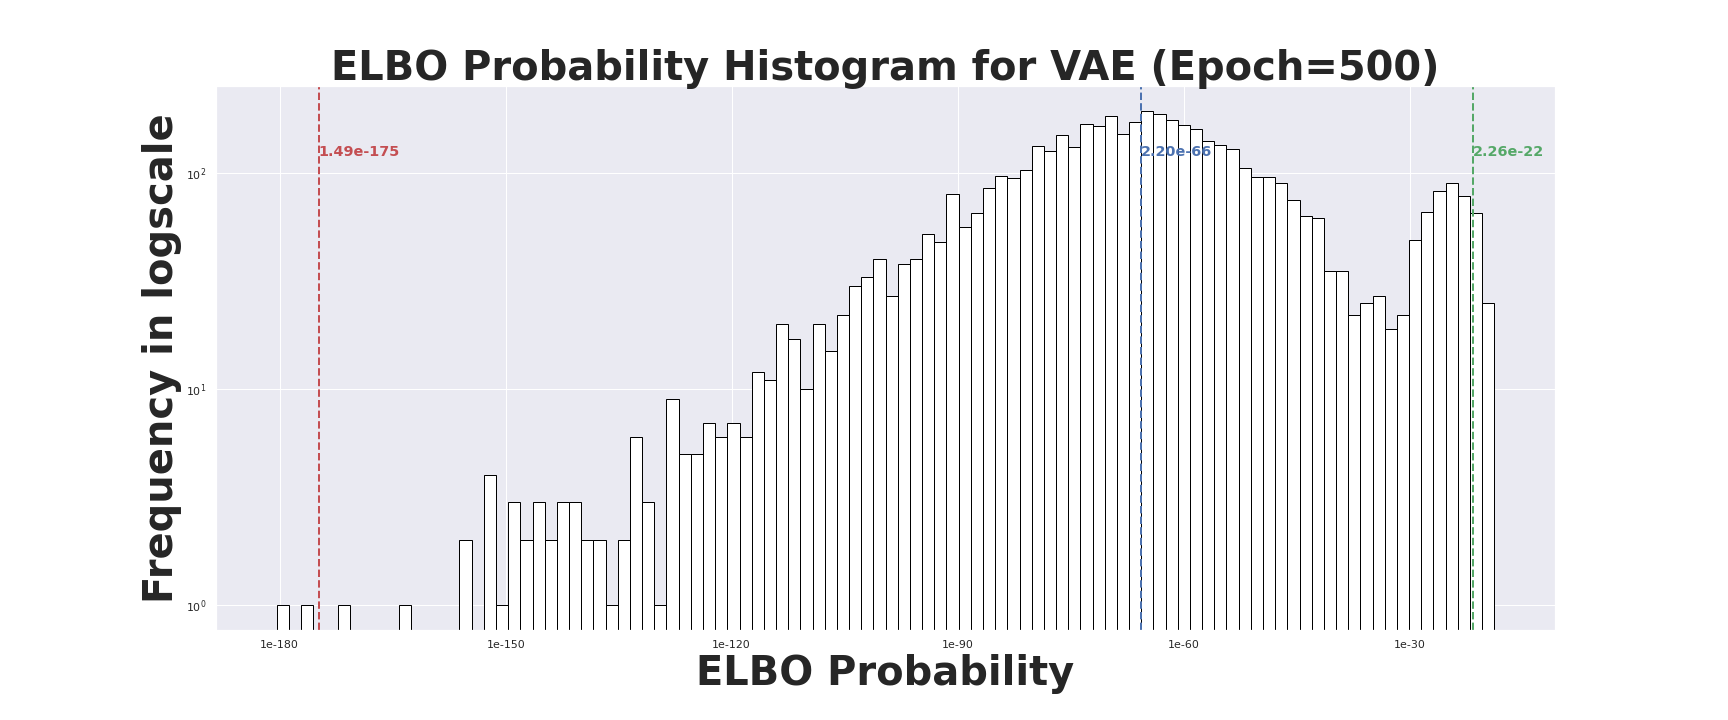 ELBO Probability Histogram for VAE (Epoch=500)
Frequency in logscale
10²
10¹
10⁰
1.49e-175
2.20e-66
2.26e-22
1e-180 1e-150 1e-120 1e-90 1e-60 1e-30
ELBO Probability